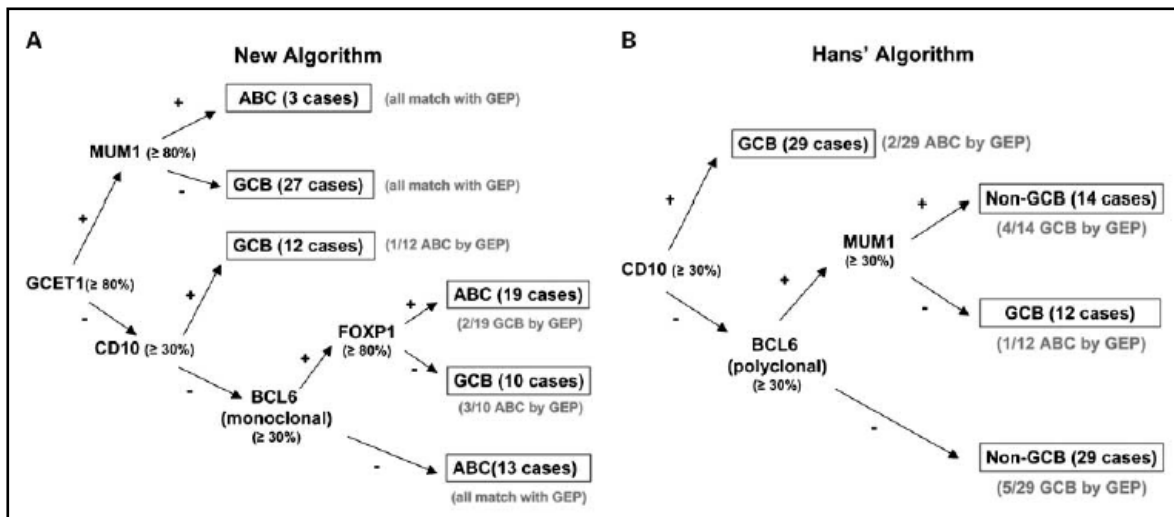 A
New Algorithm
+
ABC (3 cases) (all match with GEP)
MUM1 (≥ 80%)
-
GCB (27 cases) (all match with GEP)
+
GCB (12 cases) (1/12 ABC by GEP)
GCET1 (≥ 80%)
+
-
CD10 (≥ 30%)
ABC (19 cases)
+
(2/19 GCB by GEP)
FOXP1
(≥ 80%)
+
-
GCB (10 cases)
(3/10 ABC by GEP)
-
BCL6
(monoclonal)
(≥ 30%)
-
ABC(13 cases)
(all match with GEP)
B
Hans' Algorithm
GCB (29 cases) (2/29 ABC by GEP)
+
Non-GCB (14 cases)
+
(4/14 GCB by GEP)
MUM1
(≥ 30%)
CD10 (≥ 30%)
+
-
-
GCB (12 cases)
(1/12 ABC by GEP)
BCL6
(polyclonal)
(≥ 30%)
-
Non-GCB (29 cases)
(5/29 GCB by GEP)